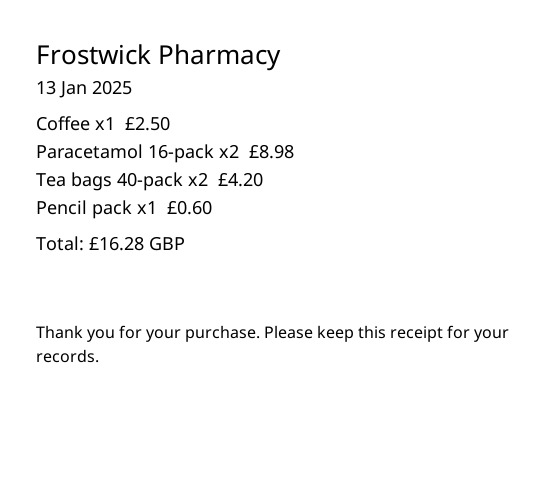 Frostwick Pharmacy
13 Jan 2025
Coffee x1  £2.50
Paracetamol 16-pack x2  £8.98
Tea bags 40-pack x2  £4.20
Pencil pack x1  £0.60
Total: £16.28 GBP
Thank you for your purchase. Please keep this receipt for your
records.